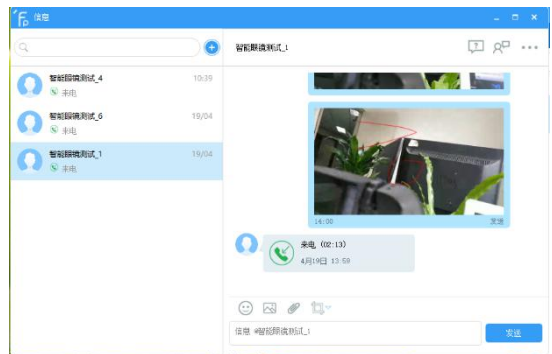 信息
智能眼镜测试_4
10:39
来电
智能眼镜测试_6
19/04
来电
智能眼镜测试_1
19/04
来电
智能眼镜测试_1
14:00
发送
来电 (02:13)
4月19日 13:59
信息 @智能眼镜测试_1
发送